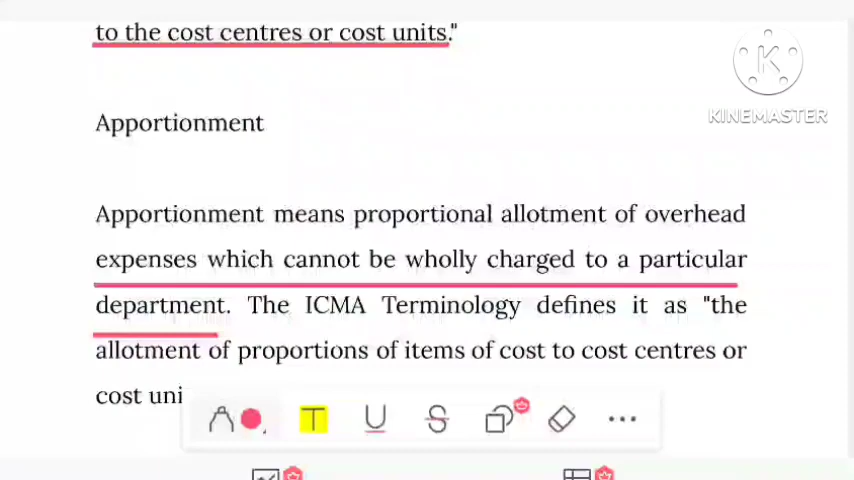 to the cost centres or cost units."
KINEMASTER
Apportionment
Apportionment means proportional allotment of overhead
expenses which cannot be wholly charged to a particular
department. The ICMA Terminology defines it as "the
allotment of proportions of items of cost to cost centres or
cost